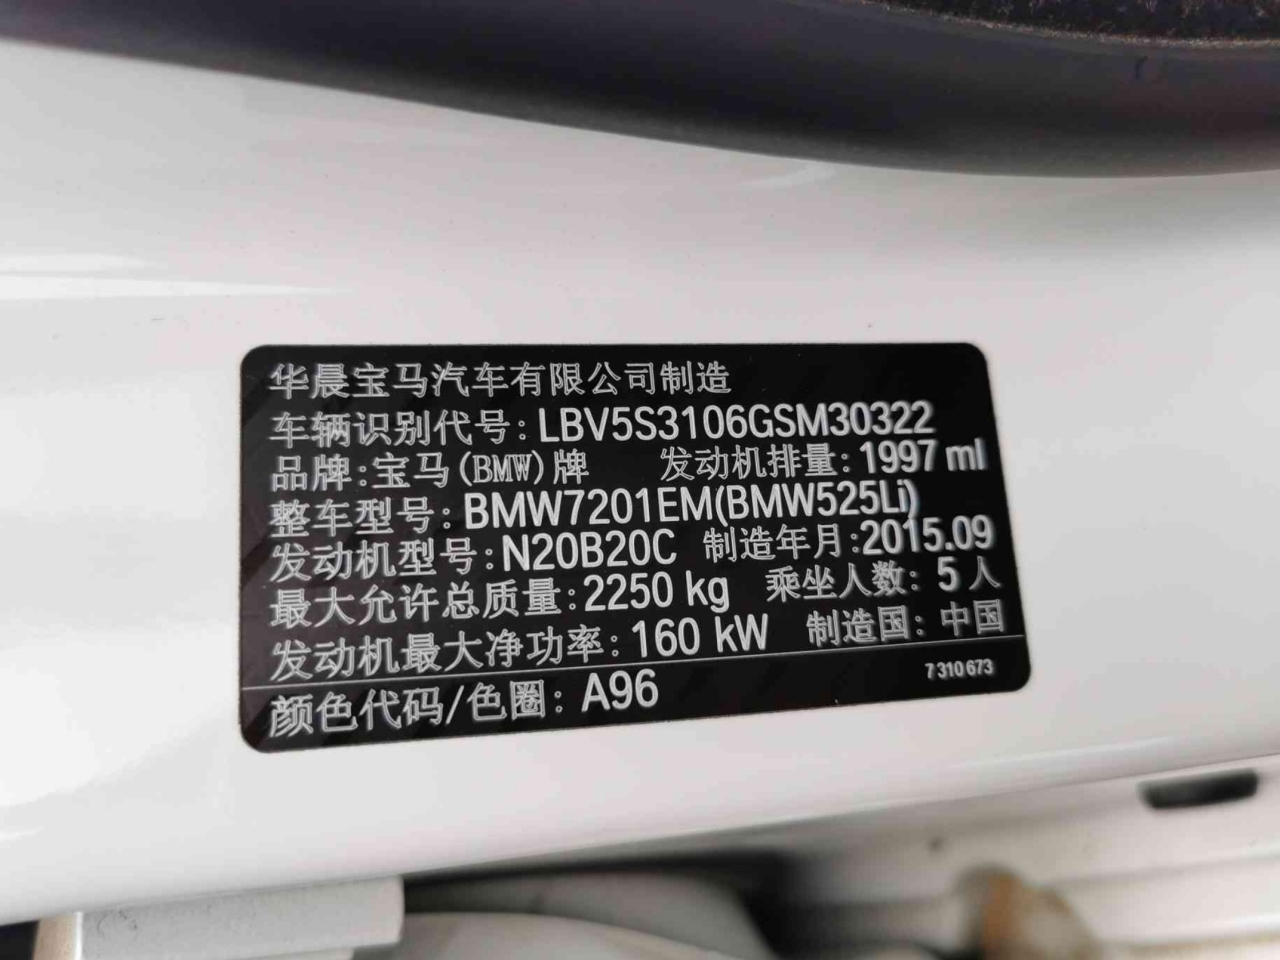 华晨宝马汽车有限公司制造
车辆识别代号:LBV5S3106GSM30322
品牌:宝马(BMW)牌 发动机排量:1997 ml
整车型号:BMW7201EM(BMW525Li)
发动机型号:N20B20C 制造年月:2015.09
最大允许总质量:2250 kg 乘坐人数: 5 人
发动机最大净功率:160 kW 制造国: 中国
颜色代码/色圈: A96 7 310 673